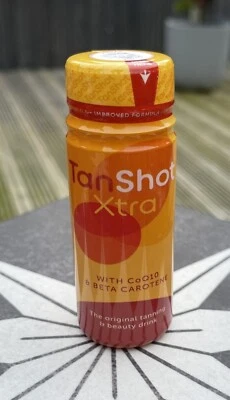 IMPROVED FORMULA
TanShot
Xtra
WITH CoQ10
& BETA CAROTENE
The original tanning
& beauty drink